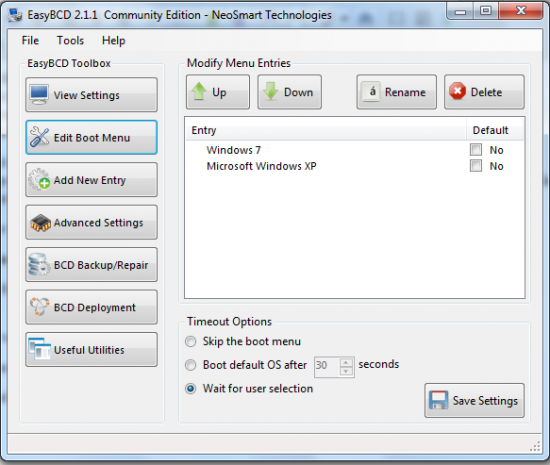 EasyBCD 2.1.1 Community Edition - NeoSmart Technologies
File Tools Help
EasyBCD Toolbox
View Settings
Edit Boot Menu
Add New Entry
Advanced Settings
BCD Backup/Repair
BCD Deployment
Useful Utilities
Modify Menu Entries
Up Down á Rename Delete
Entry Default
Windows 7 No
Microsoft Windows XP No
Timeout Options
Skip the boot menu
Boot default OS after 30 seconds
Wait for user selection
Save Settings